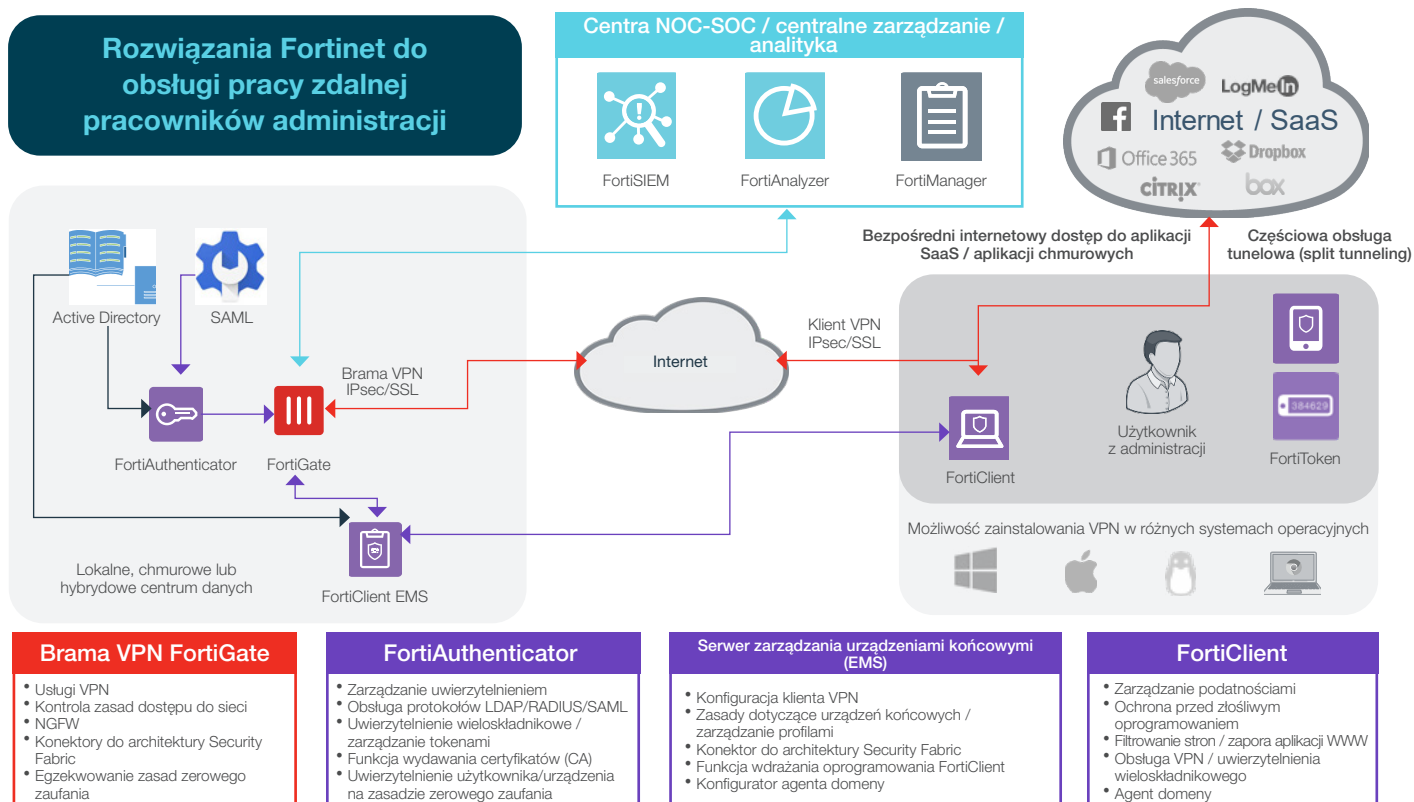 Rozwiązania Fortinet do
obsługi pracy zdalnej
pracowników administracji
Centra NOC-SOC / centralne zarządzanie /
analityka
FortiSIEM
FortiAnalyzer
FortiManager
salesforce
LogMeIn
Internet / SaaS
Office 365
Dropbox
CITRIX
box
Bezpośredni internetowy dostęp do aplikacji
SaaS / aplikacji chmurowych
Częściowa obsługa
tunelowa (split tunneling)
Active Directory
SAML
Brama VPN
IPsec/SSL
Internet
Klient VPN
IPsec/SSL
FortiAuthenticator
FortiGate
FortiClient EMS
Lokalne, chmurowe lub
hybrydowe centrum danych
FortiClient
Użytkownik
z administracji
384629
FortiToken
Możliwość zainstalowania VPN w różnych systemach operacyjnych
Brama VPN FortiGate
• Usługi VPN
• Kontrola zasad dostępu do sieci
• NGFW
• Konektory do architektury Security
Fabric
• Egzekwowanie zasad zerowego
zaufania
FortiAuthenticator
• Zarządzanie uwierzytelnieniem
• Obsługa protokołów LDAP/RADIUS/SAML
• Uwierzytelnienie wieloskładnikowe /
zarządzanie tokenami
• Funkcja wydawania certyfikatów (CA)
• Uwierzytelnienie użytkownika/urządzenia
na zasadzie zerowego zaufania
Serwer zarządzania urządzeniami końcowymi
(EMS)
• Konfiguracja klienta VPN
• Zasady dotyczące urządzeń końcowych /
zarządzanie profilami
• Konektor do architektury Security Fabric
• Funkcja wdrażania oprogramowania FortiClient
• Konfigurator agenta domeny
FortiClient
• Zarządzanie podatnościami
• Ochrona przed złośliwym
oprogramowaniem
• Filtrowanie stron / zapora aplikacji WWW
• Obsługa VPN / uwierzytelnienia
wieloskładnikowego
• Agent domeny